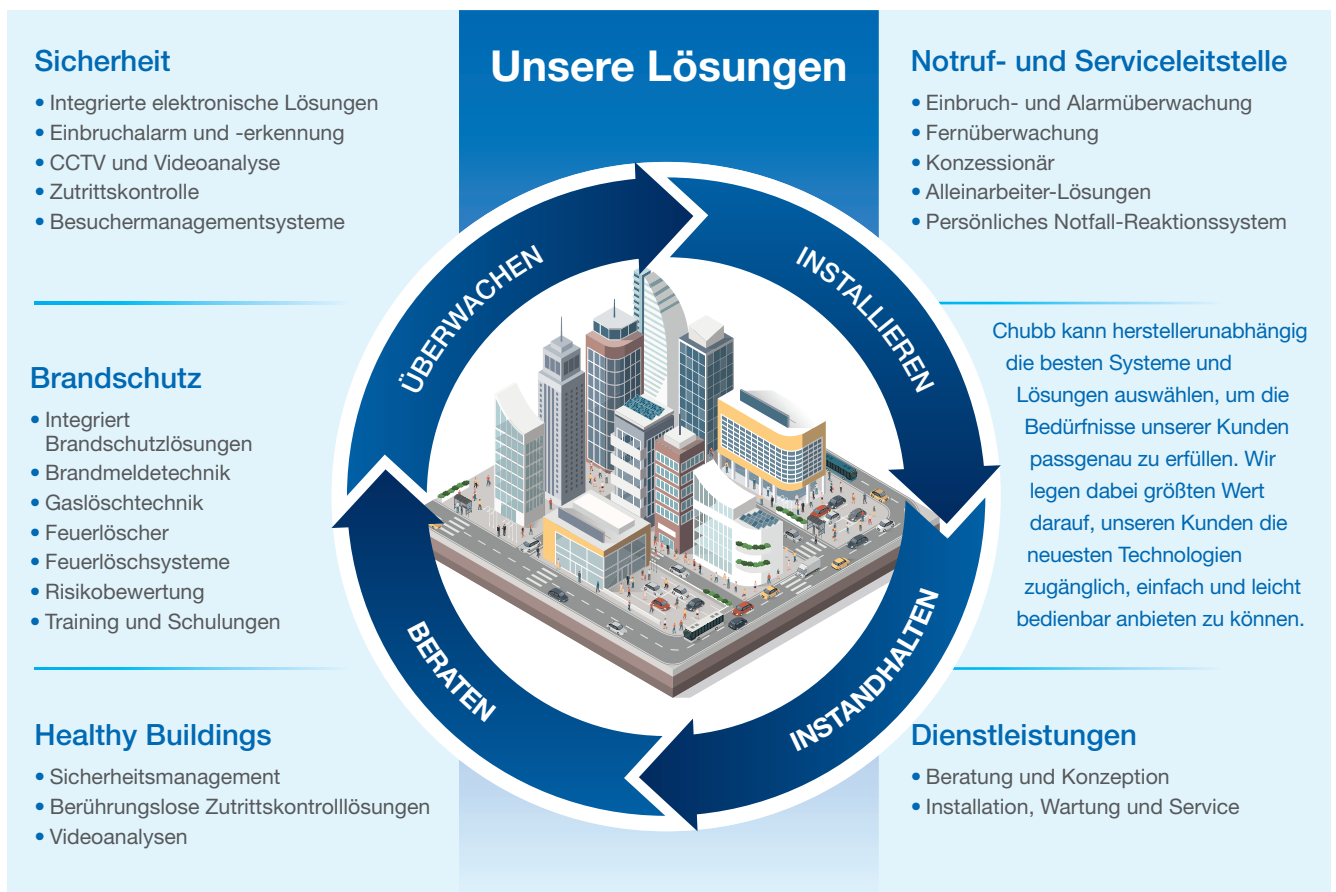 Unsere Lösungen
Sicherheit
• Integrierte elektronische Lösungen
• Einbruchalarm und -erkennung
• CCTV und Videoanalyse
• Zutrittskontrolle
• Besuchermanagementsysteme
Brandschutz
• Integriert
Brandschutzlösungen
• Brandmeldetechnik
• Gaslöschtechnik
• Feuerlöscher
• Feuerlöschsysteme
• Risikobewertung
• Training und Schulungen
Healthy Buildings
• Sicherheitsmanagement
• Berührungslose Zutrittskontrolllösungen
• Videoanalysen
ÜBERWACHEN
INSTALLIEREN
INSTANDHALTEN
BERATEN
Notruf- und Serviceleitstelle
• Einbruch- und Alarmüberwachung
• Fernüberwachung
• Konzessionär
• Alleinarbeiter-Lösungen
• Persönliches Notfall-Reaktionssystem
Chubb kann herstellerunabhängig
die besten Systeme und
Lösungen auswählen, um die
Bedürfnisse unserer Kunden
passgenau zu erfüllen. Wir
legen dabei größten Wert
darauf, unseren Kunden die
neuesten Technologien
zugänglich, einfach und leicht
bedienbar anbieten zu können.
Dienstleistungen
• Beratung und Konzeption
• Installation, Wartung und Service